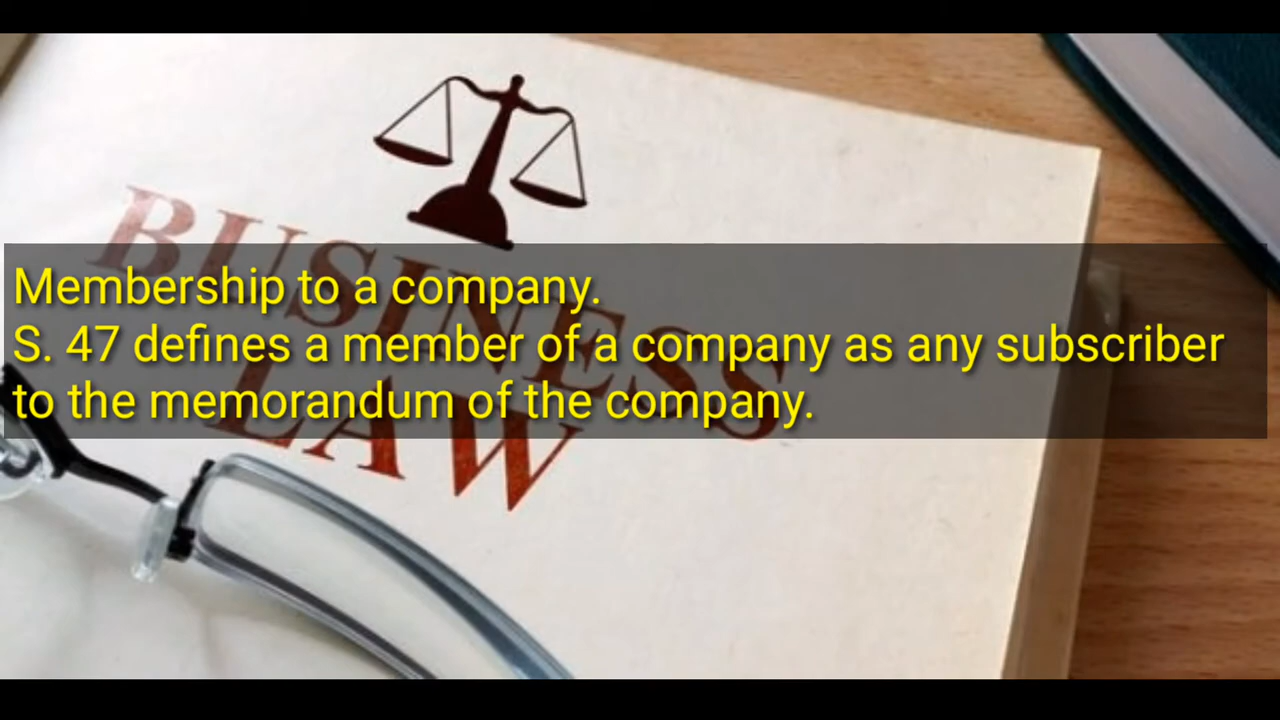 BUSINESS
LAW
Membership to a company.
S. 47 defines a member of a company as any subscriber
to the memorandum of the company.